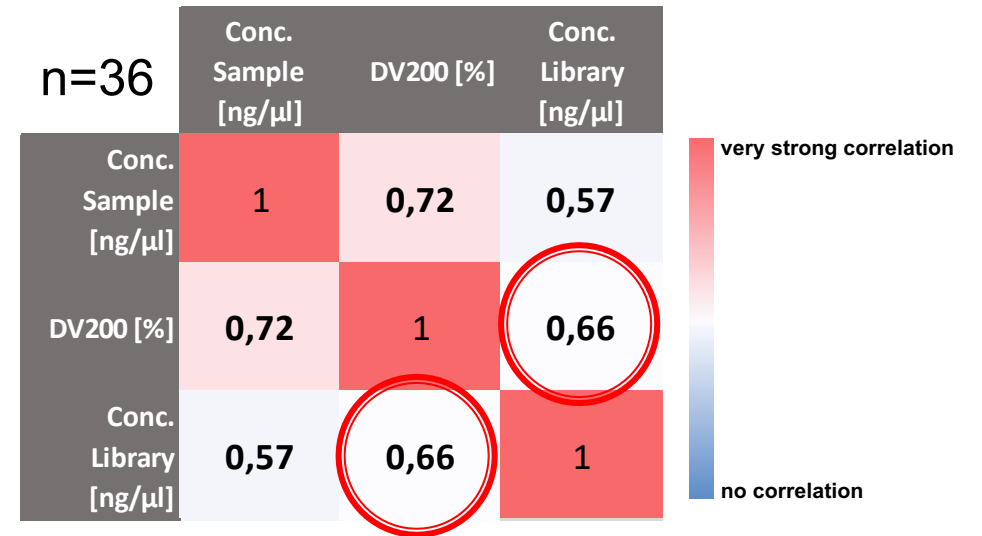 n=36
Conc.
Sample
[ng/µl]
DV200 [%]
Conc.
Library
[ng/µl]
Conc.
Sample
[ng/µl]
1
0,72
0,57
DV200 [%]
0,72
1
0,66
Conc.
Library
[ng/µl]
0,57
0,66
1
very strong correlation
no correlation